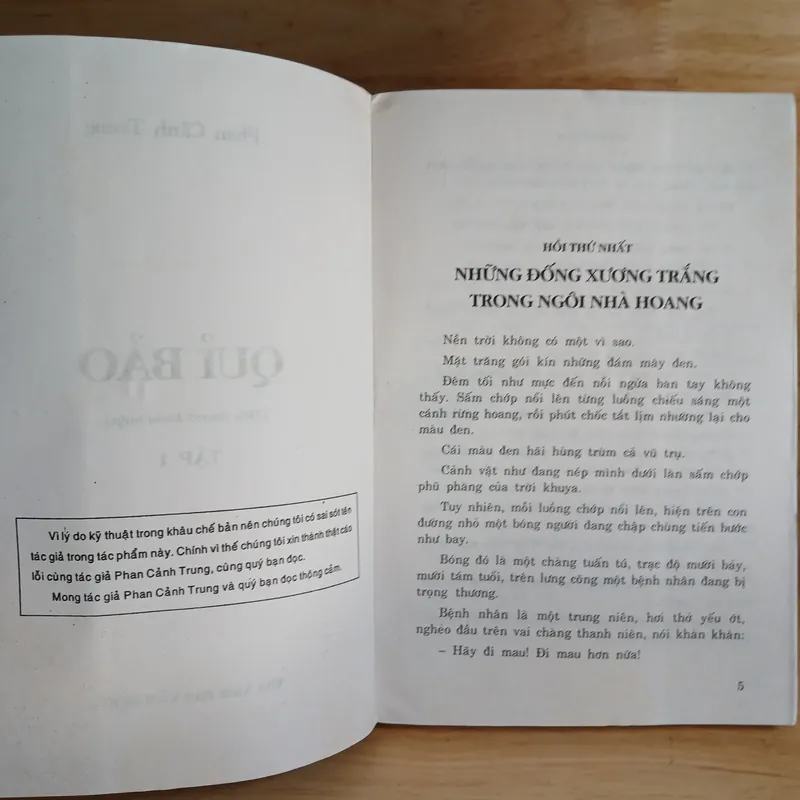 Phan Cảnh Trung
QUỈ BẢO
TẬP 1
Vì lý do kỹ thuật trong khâu chế bản nên chúng tôi có sai sót tên
tác giả trong tác phẩm này. Chính vì thế chúng tôi xin thành thật cáo
lỗi cùng tác giả Phan Cảnh Trung, cùng quý bạn đọc.
Mong tác giả Phan Cảnh Trung và quý bạn đọc thông cảm.
HỒI THỨ NHẤT
NHỮNG ĐỐNG XƯƠNG TRẮNG
TRONG NGÔI NHÀ HOANG
Nền trời không có một vì sao.
Mặt trăng gói kín những đám mây đen.
Đêm tối như mực đến nỗi ngửa bàn tay không
thấy. Sấm chớp nổi lên từng luồng chiếu sáng một
cánh rừng hoang, rồi phút chốc tắt lịm nhường lại cho
màu đen.
Cái màu đen hãi hùng trùm cả vũ trụ.
Cảnh vật như đang nép mình dưới làn sấm chớp
phũ phàng của trời khuya.
Tuy nhiên, mỗi luồng chớp nổi lên, hiện trên con
đường nhỏ một bóng người đang chập chùng tiến bước
như bay.
Bóng đó là một chàng tuấn tú, trạc độ mười bảy,
mười tám tuổi, trên lưng cõng một bệnh nhân đang bị
trọng thương.
Bệnh nhân là một trung niên, hơi thở yếu ớt,
nghẻo đầu trên vai chàng thanh niên, nói khàn khàn:
– Hãy đi mau! Đi mau hơn nữa!
5